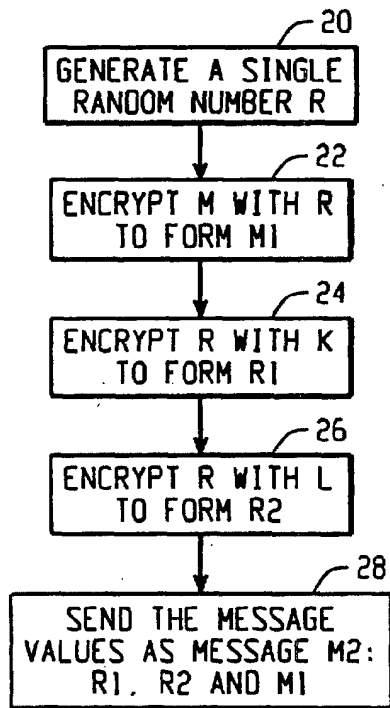 20
GENERATE A SINGLE
RANDOM NUMBER R
22
ENCRYPT M WITH R
TO FORM M1
24
ENCRYPT R WITH K
TO FORM R1
26
ENCRYPT R WITH L
TO FORM R2
28
SEND THE MESSAGE
VALUES AS MESSAGE M2:
R1, R2 AND M1